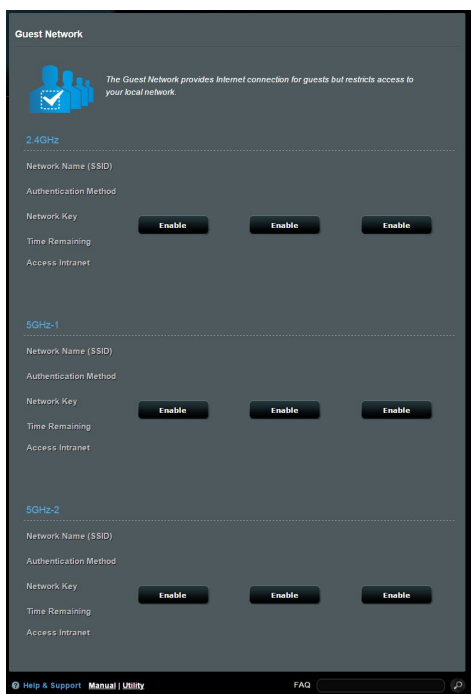 Guest Network
The Guest Network provides Internet connection for guests but restricts access to
your local network.
2.4GHz
Network Name (SSID)
Authentication Method
Network Key
Enable Enable Enable
Time Remaining
Access Intranet
5GHz-1
Network Name (SSID)
Authentication Method
Network Key
Enable Enable Enable
Time Remaining
Access Intranet
5GHz-2
Network Name (SSID)
Authentication Method
Network Key
Enable Enable Enable
Time Remaining
Access Intranet
Help & Support Manual | Utility FAQ